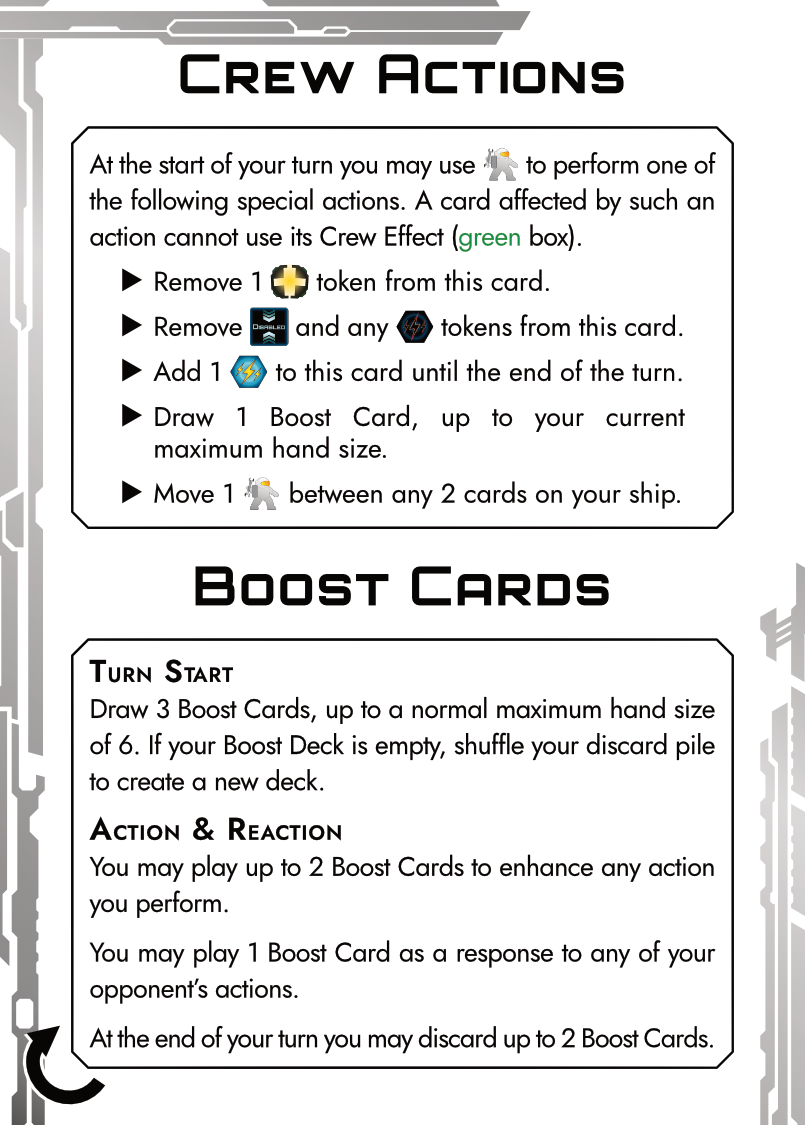 Crew Actions
At the start of your turn you may use to perform one of
the following special actions. A card affected by such an
action cannot use its Crew Effect (green box).
▶ Remove 1 token from this card.
▶ Remove DISABLED and any tokens from this card.
▶ Add 1 to this card until the end of the turn.
▶ Draw 1 Boost Card, up to your current
maximum hand size.
▶ Move 1 between any 2 cards on your ship.
Boost Cards
Turn Start
Draw 3 Boost Cards, up to a normal maximum hand size
of 6. If your Boost Deck is empty, shuffle your discard pile
to create a new deck.
Action & Reaction
You may play up to 2 Boost Cards to enhance any action
you perform.
You may play 1 Boost Card as a response to any of your
opponent’s actions.
At the end of your turn you may discard up to 2 Boost Cards.